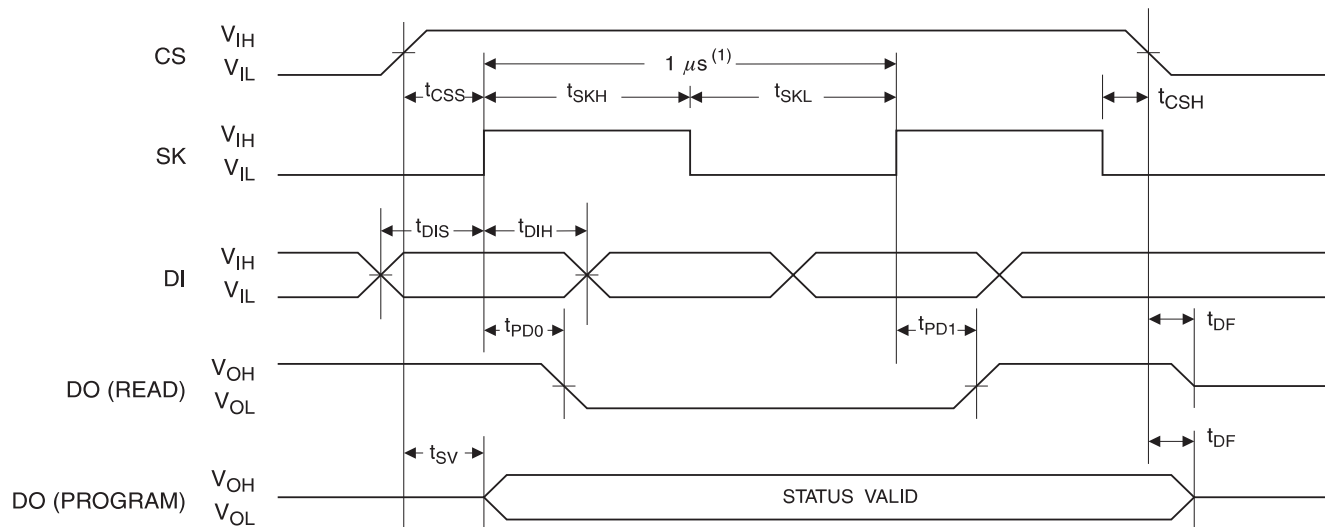 CS V_IH
V_IL
1 µs(1)
t_CSS t_SKH t_SKL t_CSH
SK V_IH
V_IL
t_DIS t_DIH
DI V_IH
V_IL
t_PD0 t_PD1 t_DF
DO (READ) V_OH
V_OL
t_SV t_DF
DO (PROGRAM) V_OH
V_OL
STATUS VALID